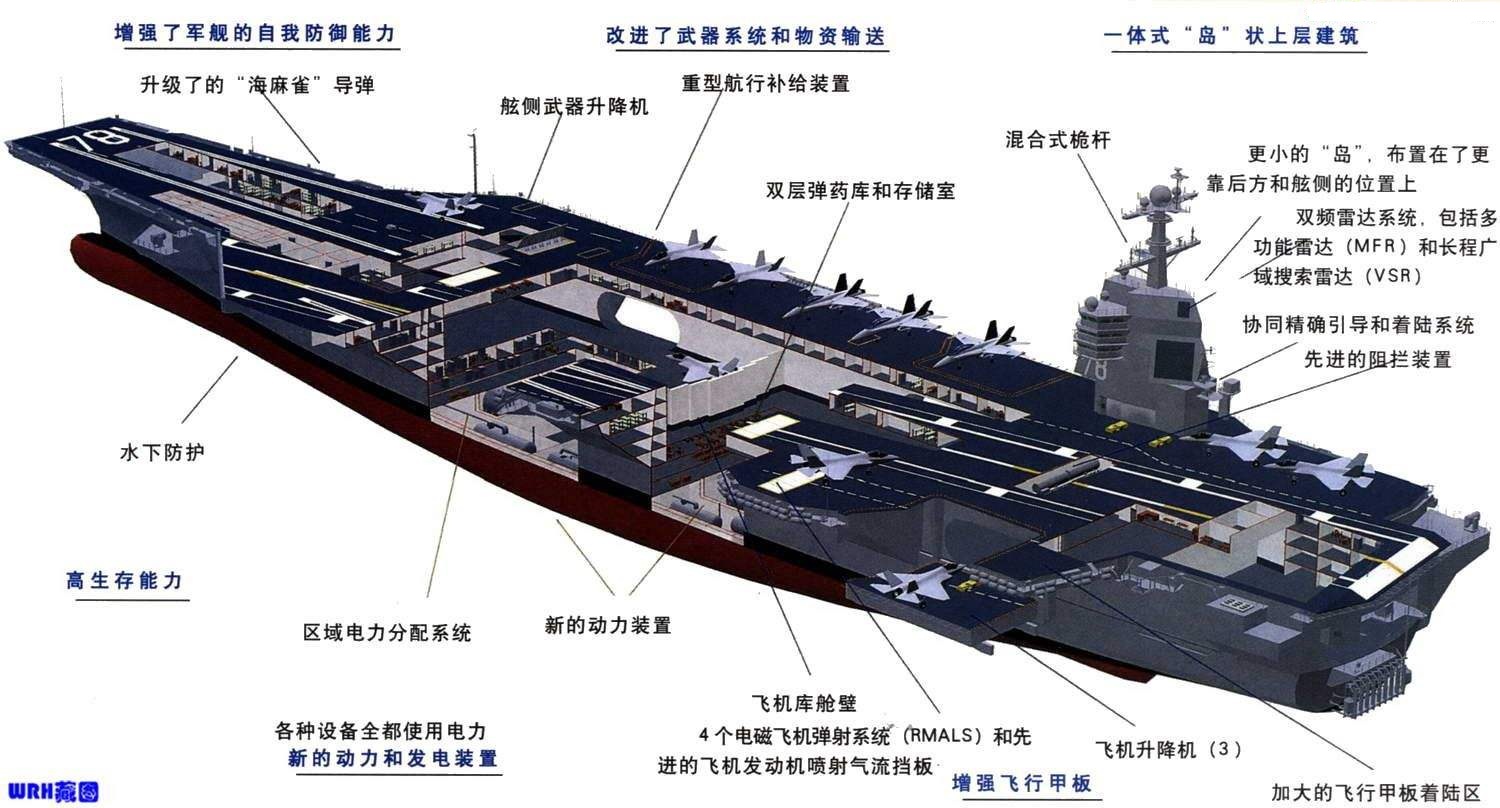 增强了军舰的自我防御能力
改进了武器系统和物资输送
一体式“岛”状上层建筑
升级了的“海麻雀”导弹
舷侧武器升降机
重型航行补给装置
混合式桅杆
更小的“岛”，布置在了更
靠后方和舷侧的位置上
双层弹药库和存储室
双频雷达系统，包括多
功能雷达（MFR）和长程广
域搜索雷达（VSR）
协同精确引导和着陆系统
先进的阻拦装置
78
78
水下防护
高生存能力
区域电力分配系统
新的动力装置
飞机库舱壁
4个电磁飞机弹射系统（RMALS）和先
进的飞机发动机喷射气流挡板
各种设备全都使用电力
新的动力和发电装置
飞机升降机（3）
增强飞行甲板
加大的飞行甲板着陆区
WRH藏图